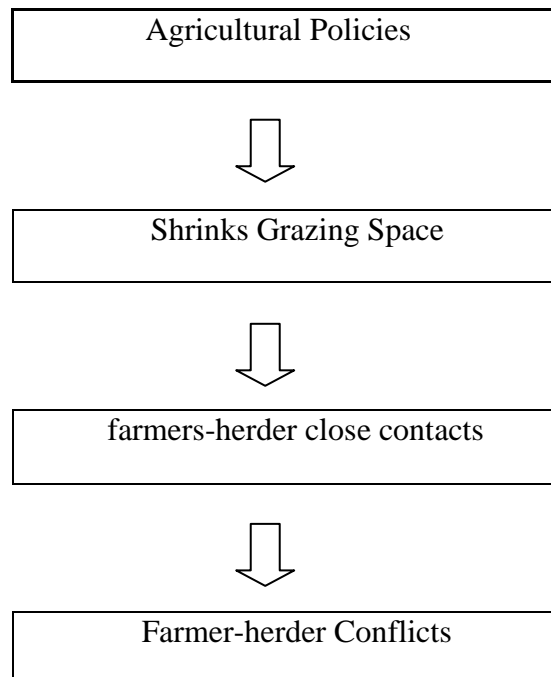 Agricultural Policies
Shrinks Grazing Space
farmers-herder close contacts
Farmer-herder Conflicts